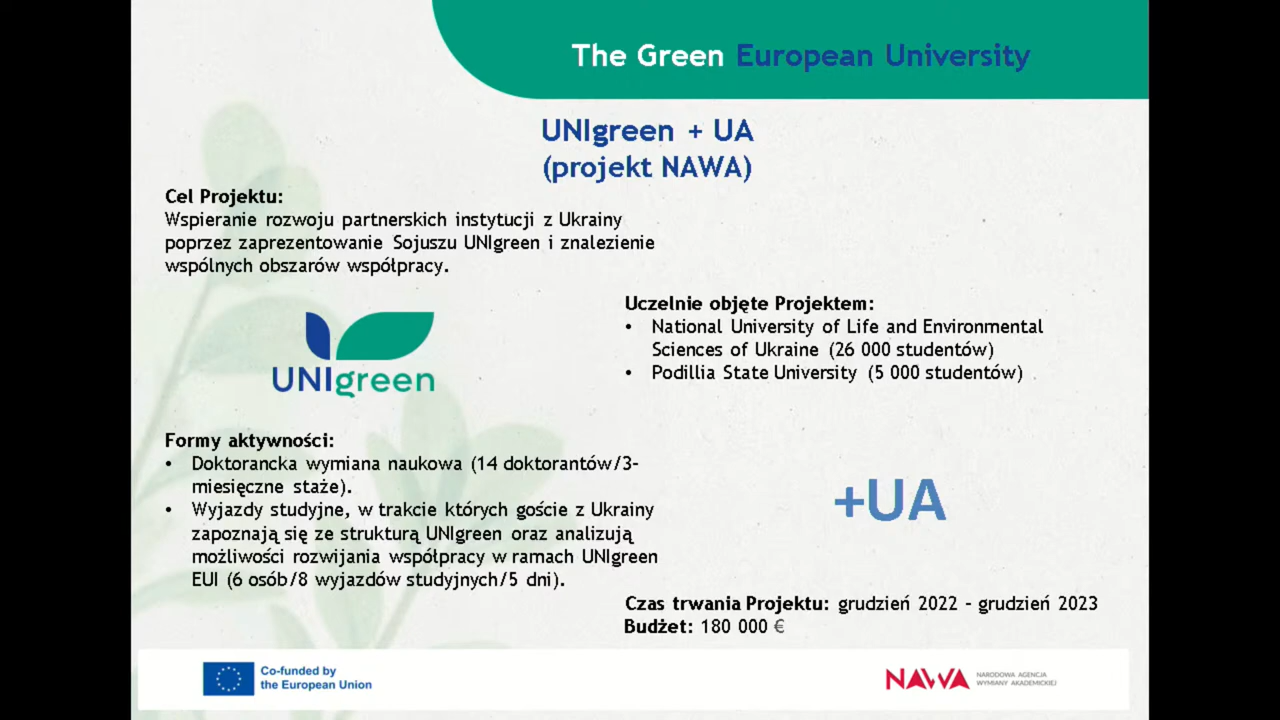 The Green European University
UNIgreen + UA
(projekt NAWA)
Cel Projektu:
Wspieranie rozwoju partnerskich instytucji z Ukrainy
poprzez zaprezentowanie Sojuszu UNIgreen i znalezienie
wspólnych obszarów współpracy.
UNIgreen
Uczelnie objęte Projektem:
• National University of Life and Environmental
Sciences of Ukraine (26 000 studentów)
• Podillia State University (5 000 studentów)
Formy aktywności:
• Doktorancka wymiana naukowa (14 doktorantów/3-
miesięczne staże).
• Wyjazdy studyjne, w trakcie których goście z Ukrainy
zapoznają się ze strukturą UNIgreen oraz analizują
możliwości rozwijania współpracy w ramach UNIgreen
EUI (6 osób/8 wyjazdów studyjnych/5 dni).
+UA
Czas trwania Projektu: grudzień 2022 – grudzień 2023
Budżet: 180 000 €
Co-funded by
the European Union
NAWA
NARODOWA AGENCJA
WYMIANY AKADEMICKIEJ